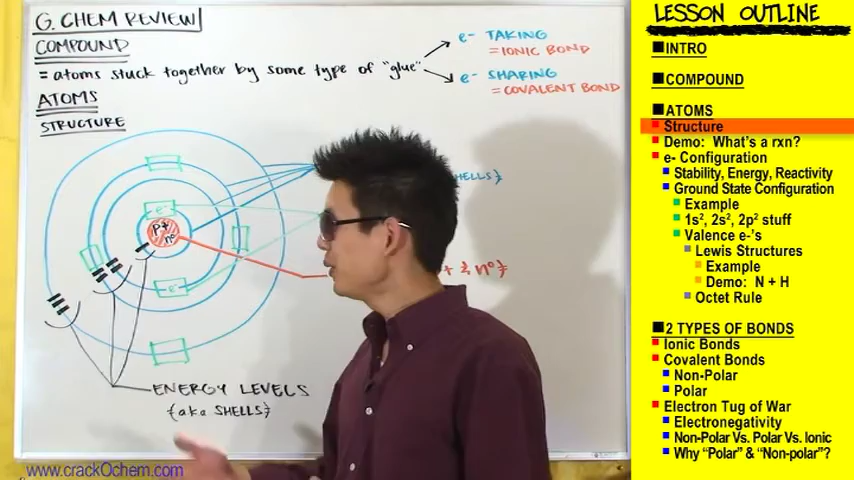 G. CHEM REVIEW
COMPOUND
= atoms stuck together by some type of "glue"
e- TAKING
= IONIC BOND
e- SHARING
= COVALENT BOND
ATOMS
STRUCTURE
SHELLS}
e-
P+
n°
+ & n°}
e-
ENERGY LEVELS
{aka SHELLS}
www.crackOchem.com
LESSON OUTLINE
INTRO
COMPOUND
ATOMS
Structure
Demo: What's a rxn?
e- Configuration
Stability, Energy, Reactivity
Ground State Configuration
Example
1s², 2s², 2p² stuff
Valence e-'s
Lewis Structures
Example
Demo: N + H
Octet Rule
2 TYPES OF BONDS
Ionic Bonds
Covalent Bonds
Non-Polar
Polar
Electron Tug of War
Electronegativity
Non-Polar Vs. Polar Vs. Ionic
Why "Polar" & "Non-polar"?